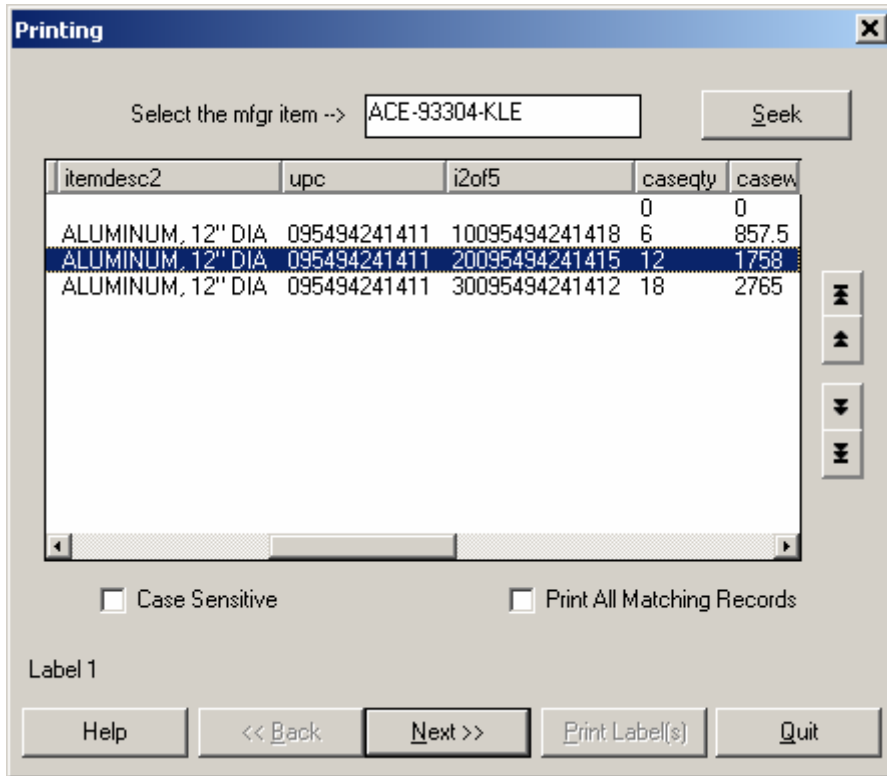 Printing
Select the mfgr item --> ACE-93304-KLE Seek
itemdesc2 upc i2of5 caseqty casew
0 0
ALUMINUM, 12" DIA 095494241411 10095494241418 6 857.5
ALUMINUM, 12" DIA 095494241411 20095494241415 12 1758
ALUMINUM, 12" DIA 095494241411 30095494241412 18 2765
Case Sensitive Print All Matching Records
Label 1
Help << Back Next >> Print Label(s) Quit